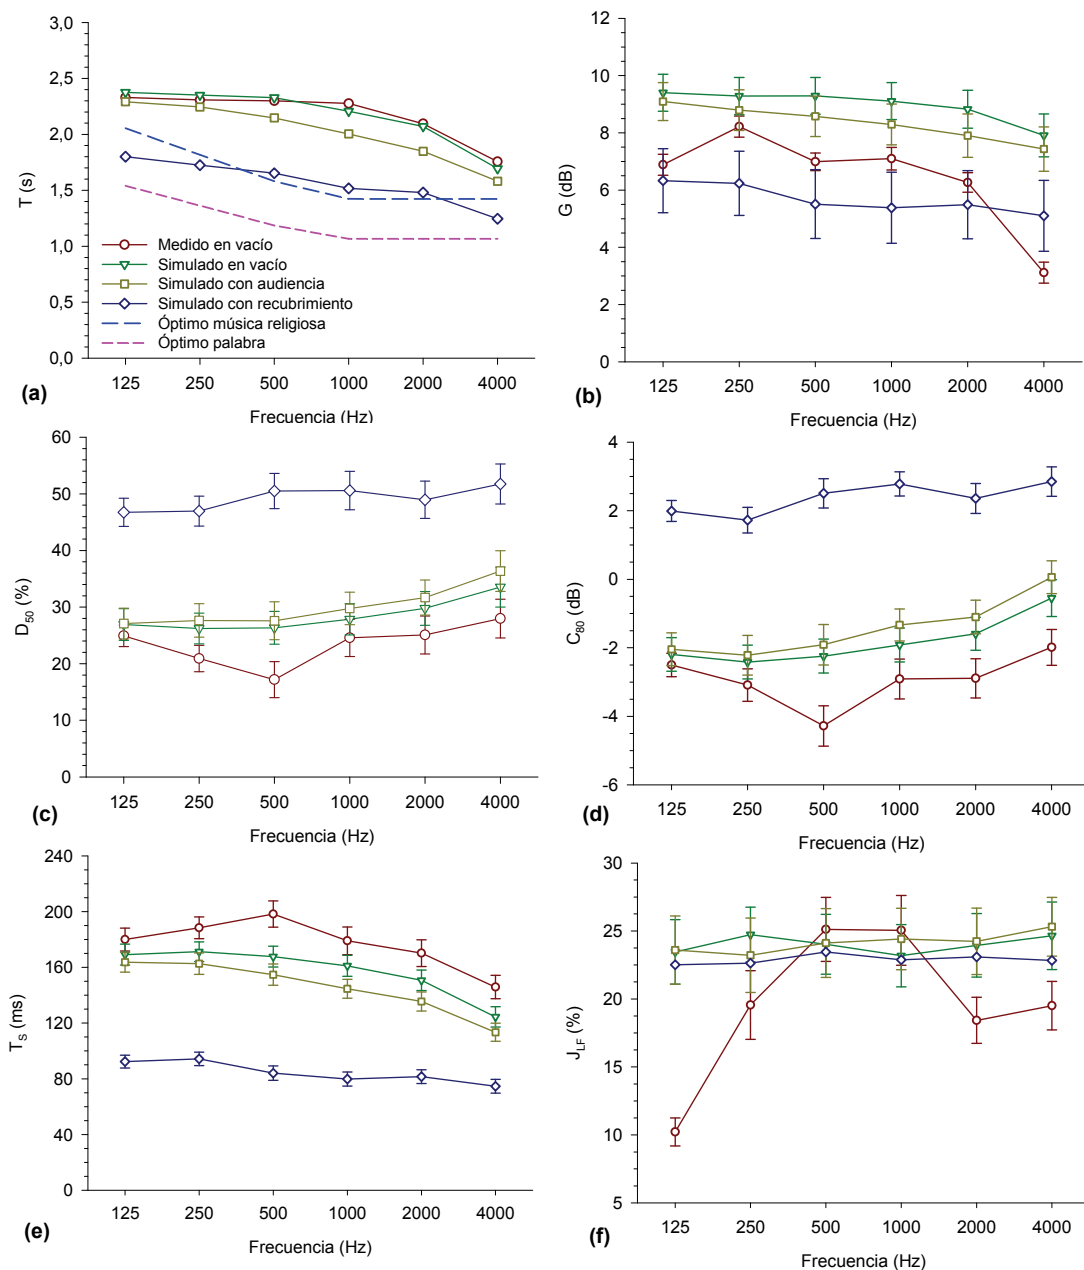 3,0
2,5
2,0
1,5
1,0
0,5
0,0
T (s)
Medido en vacío
Simulado en vacío
Simulado con audiencia
Simulado con recubrimiento
Óptimo música religiosa
Óptimo palabra
125 250 500 1000 2000 4000
(a)
Frecuencia (Hz)
12
10
8
6
4
2
0
G (dB)
125 250 500 1000 2000 4000
(b)
Frecuencia (Hz)
60
50
40
30
20
10
0
D50 (%)
125 250 500 1000 2000 4000
(c)
Frecuencia (Hz)
4
2
0
-2
-4
-6
C80 (dB)
125 250 500 1000 2000 4000
(d)
Frecuencia (Hz)
240
200
160
120
80
40
0
TS (ms)
125 250 500 1000 2000 4000
(e)
Frecuencia (Hz)
30
25
20
15
10
5
JLF (%)
125 250 500 1000 2000 4000
(f)
Frecuencia (Hz)